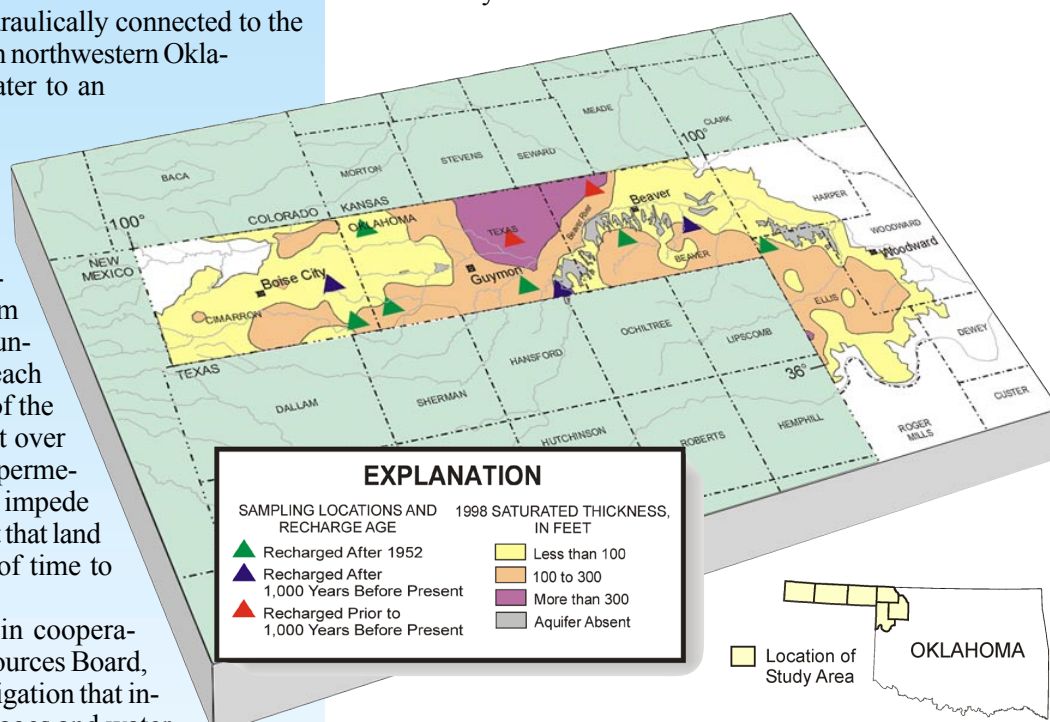 raulically connected to the
n northwestern Okla-
ater to an
-
m
un-
each
of the
t over
perme-
impede
t that land
of time to
in coopera-
sources Board,
igation that in-
BACA
MORTON
STEVENS
SEWARD
MEADE
CLARK
100°
100°
COLORADO
KANSAS
OKLAHOMA
NEW
MEXICO
Boise City
CIMARRON
TEXAS
Guymon
Beaver River
Beaver
BEAVER
HARPER
WOODWARD
Woodward
ELLIS
DEWEY
CUSTER
ROGER
MILLS
TEXAS
DALLAM
SHERMAN
HANSFORD
OCHILTREE
LIPSCOMB
36°
HUTCHINSON
ROBERTS
HEMPHILL
EXPLANATION
SAMPLING LOCATIONS AND
RECHARGE AGE
Recharged After 1952
Recharged After
1,000 Years Before Present
Recharged Prior to
1,000 Years Before Present
1998 SATURATED THICKNESS,
IN FEET
Less than 100
100 to 300
More than 300
Aquifer Absent
Location of
Study Area
OKLAHOMA